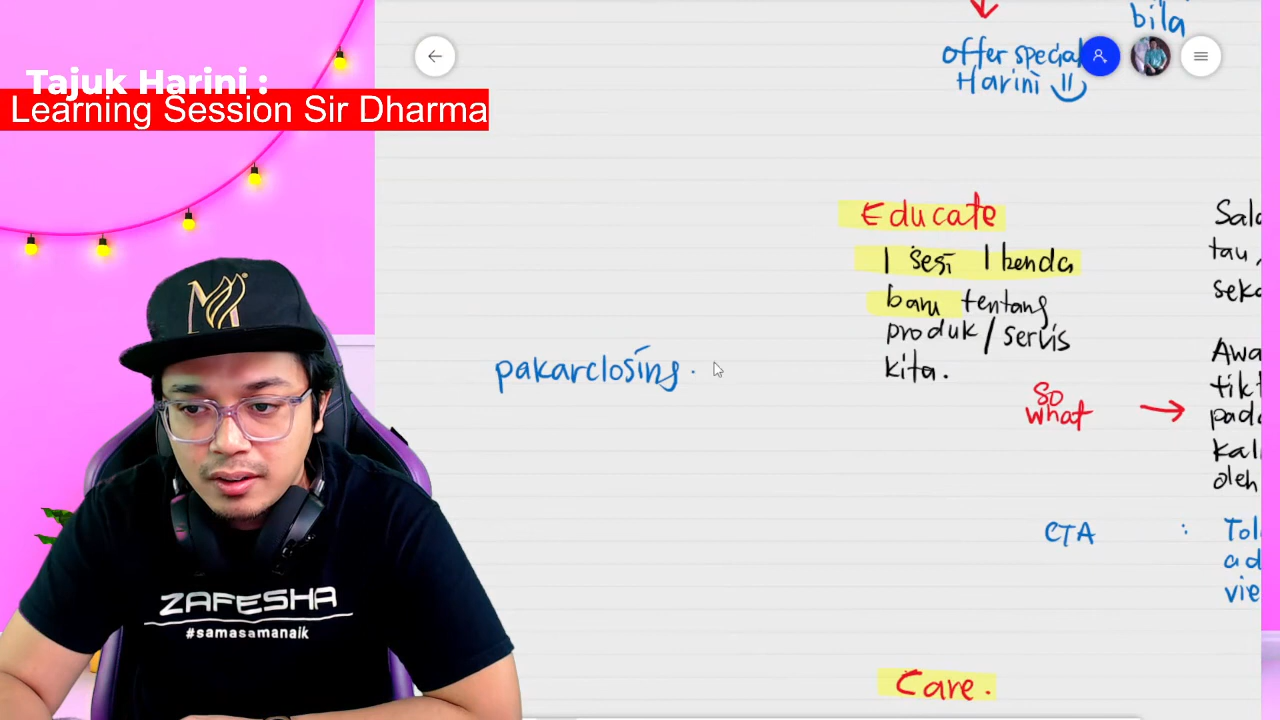 Tajuk Harini :
Learning Session Sir Dharma
bila
offer special
Harini
Educate
1 sesi 1 benda
baru tentang
produk / servis
kita.
pakarclosing.
so
what
CTA :
Care.
ZAFESHA
#samasamanaik